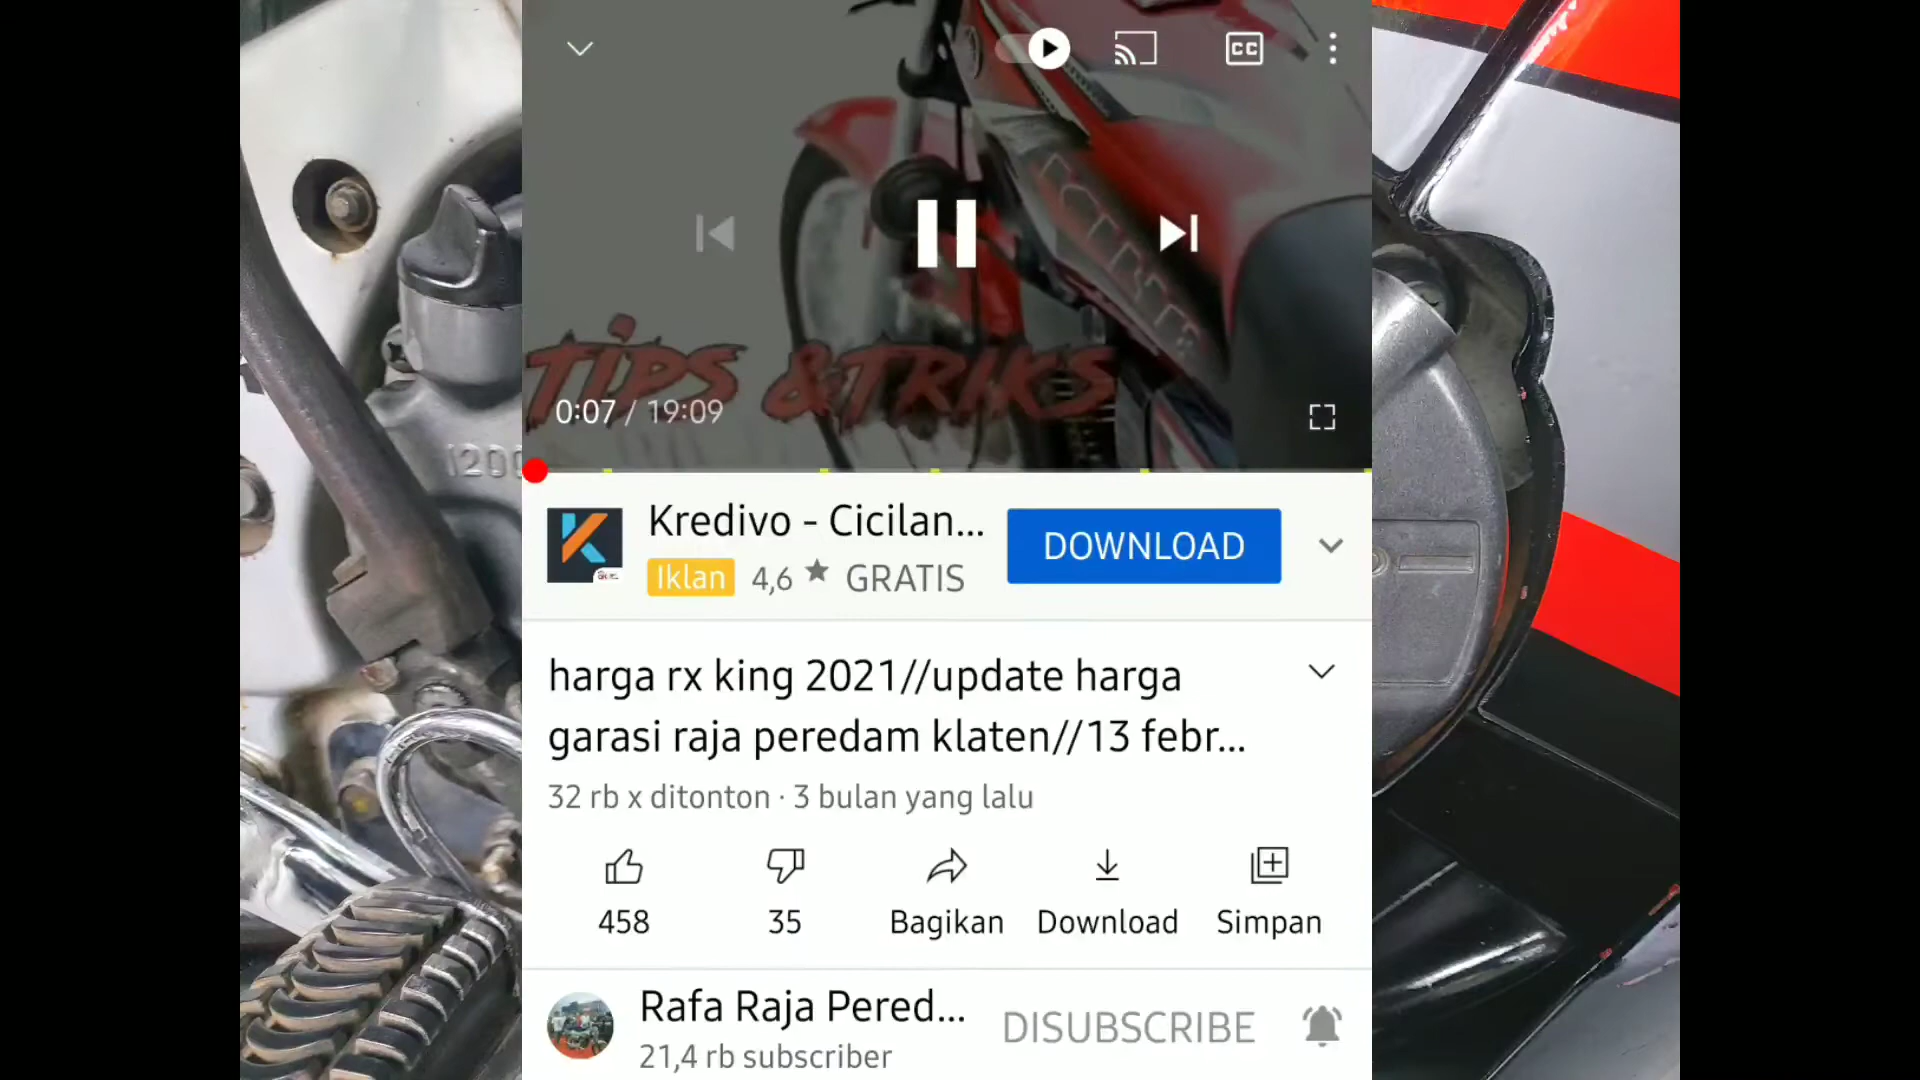 CC
TIPS & TRIKS
0:07 / 19:09
Kredivo - Cicilan...
DOWNLOAD
Iklan 4,6 ★ GRATIS
harga rx king 2021//update harga
garasi raja peredam klaten//13 febr...
32 rb x ditonton · 3 bulan yang lalu
458
35
Bagikan
Download
Simpan
Rafa Raja Pered...
DISUBSCRIBE
21,4 rb subscriber
1200